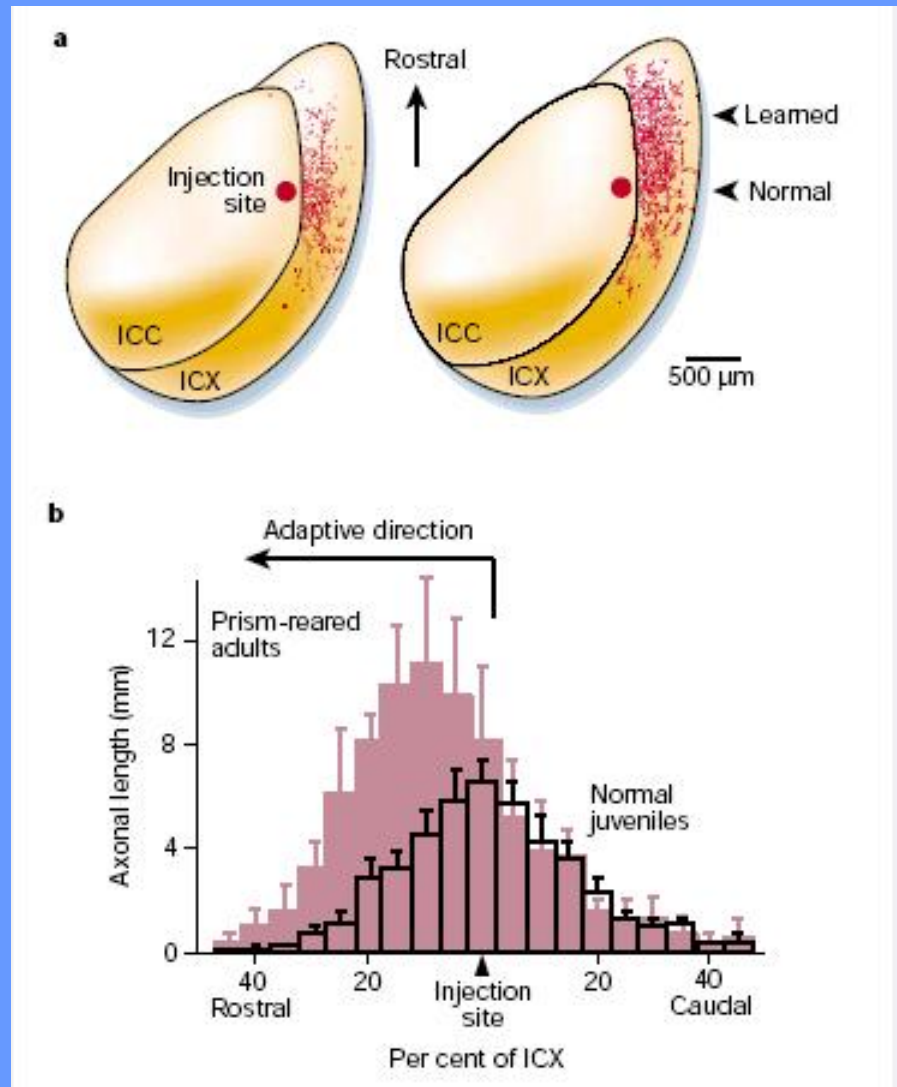 a
Rostral
Learned
Injection
site
Normal
ICC
ICX
ICC
ICX
500 µm
b
Adaptive direction
Prism-reared
adults
Normal
juveniles
Axonal length (mm)
12
8
4
0
40
20
Injection
site
20
40
Rostral
Caudal
Per cent of ICX